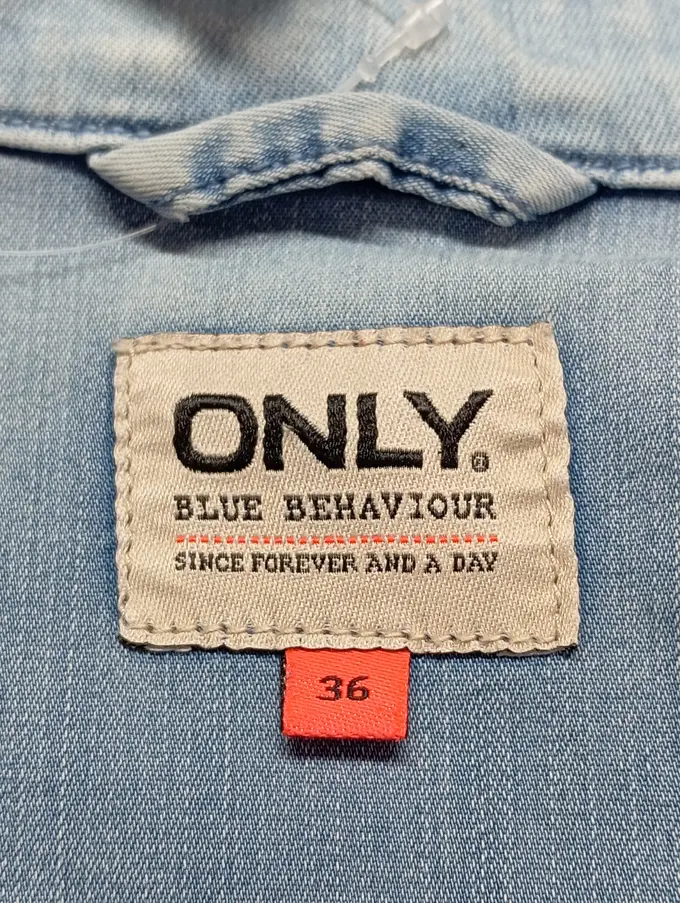 ONLY®
BLUE BEHAVIOUR
SINCE FOREVER AND A DAY
36